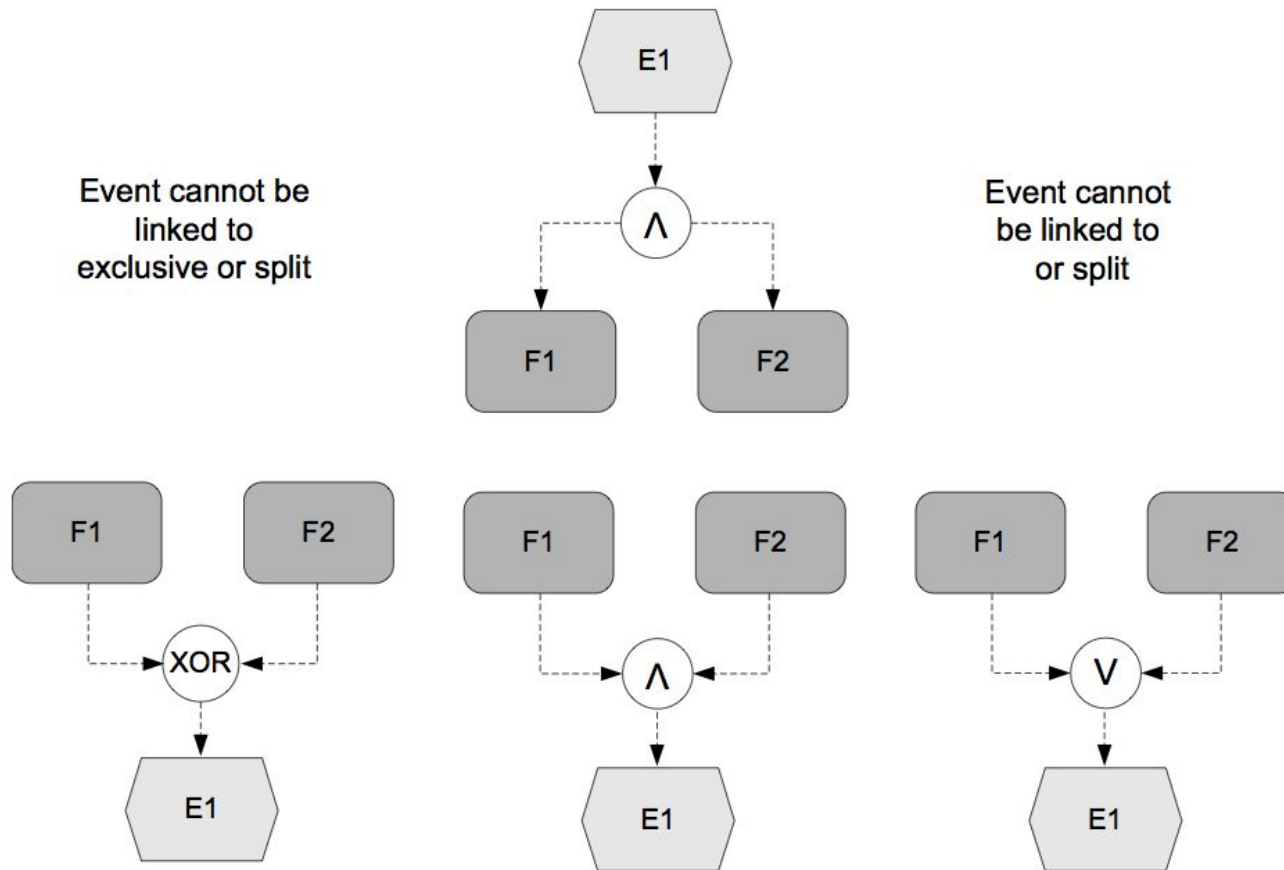 E1
Event cannot be
linked to
exclusive or split
Λ
Event cannot
be linked to
or split
F1
F2
F1
F2
F1
F2
F1
F2
XOR
Λ
V
E1
E1
E1